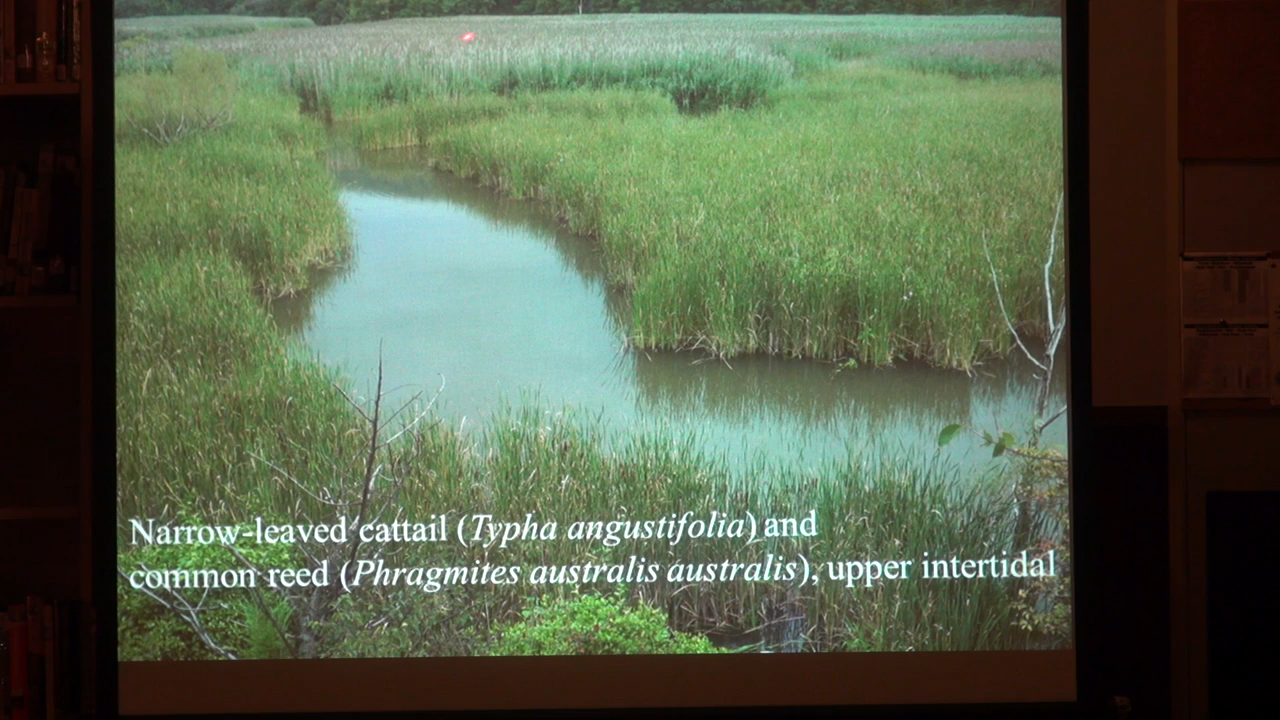 Narrow-leaved cattail (Typha angustifolia) and
common reed (Phragmites australis australis), upper intertidal